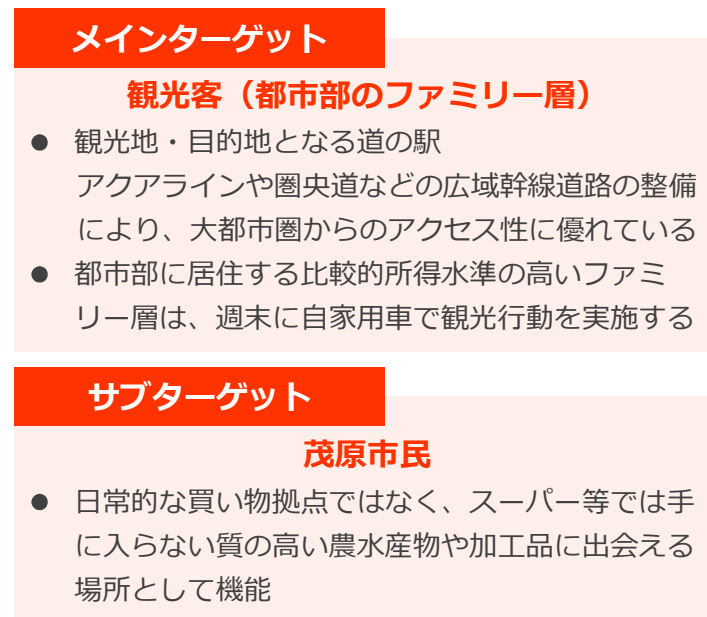 メインターゲット
観光客（都市部のファミリー層）
● 観光地・目的地となる道の駅
アクアラインや圏央道などの広域幹線道路の整備
により、大都市圏からのアクセス性に優れている
● 都市部に居住する比較的所得水準の高いファミ
リー層は、週末に自家用車で観光行動を実施する
サブターゲット
茂原市民
● 日常的な買い物拠点ではなく、スーパー等では手
に入らない質の高い農水産物や加工品に出会える
場所として機能